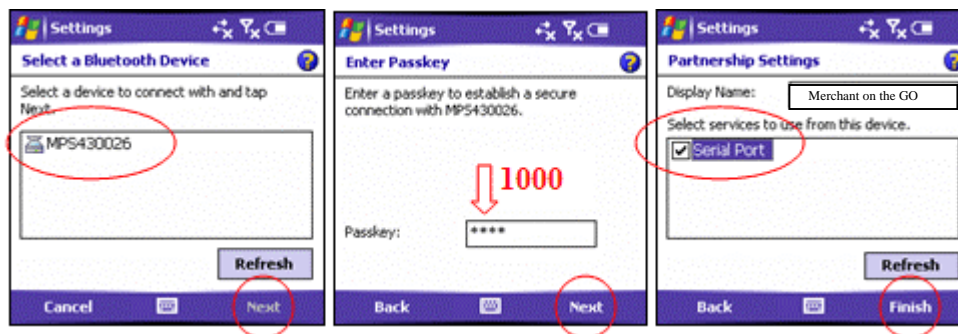 Settings
Select a Bluetooth Device
Select a device to connect with and tap
Next.
MPS430026
Refresh
Cancel
Next
Settings
Enter Passkey
Enter a passkey to establish a secure
connection with MPS430026.
1000
Passkey:
****
Back
Next
Settings
Partnership Settings
Display Name:
Merchant on the GO
Select services to use from this device.
Serial Port
Refresh
Back
Finish